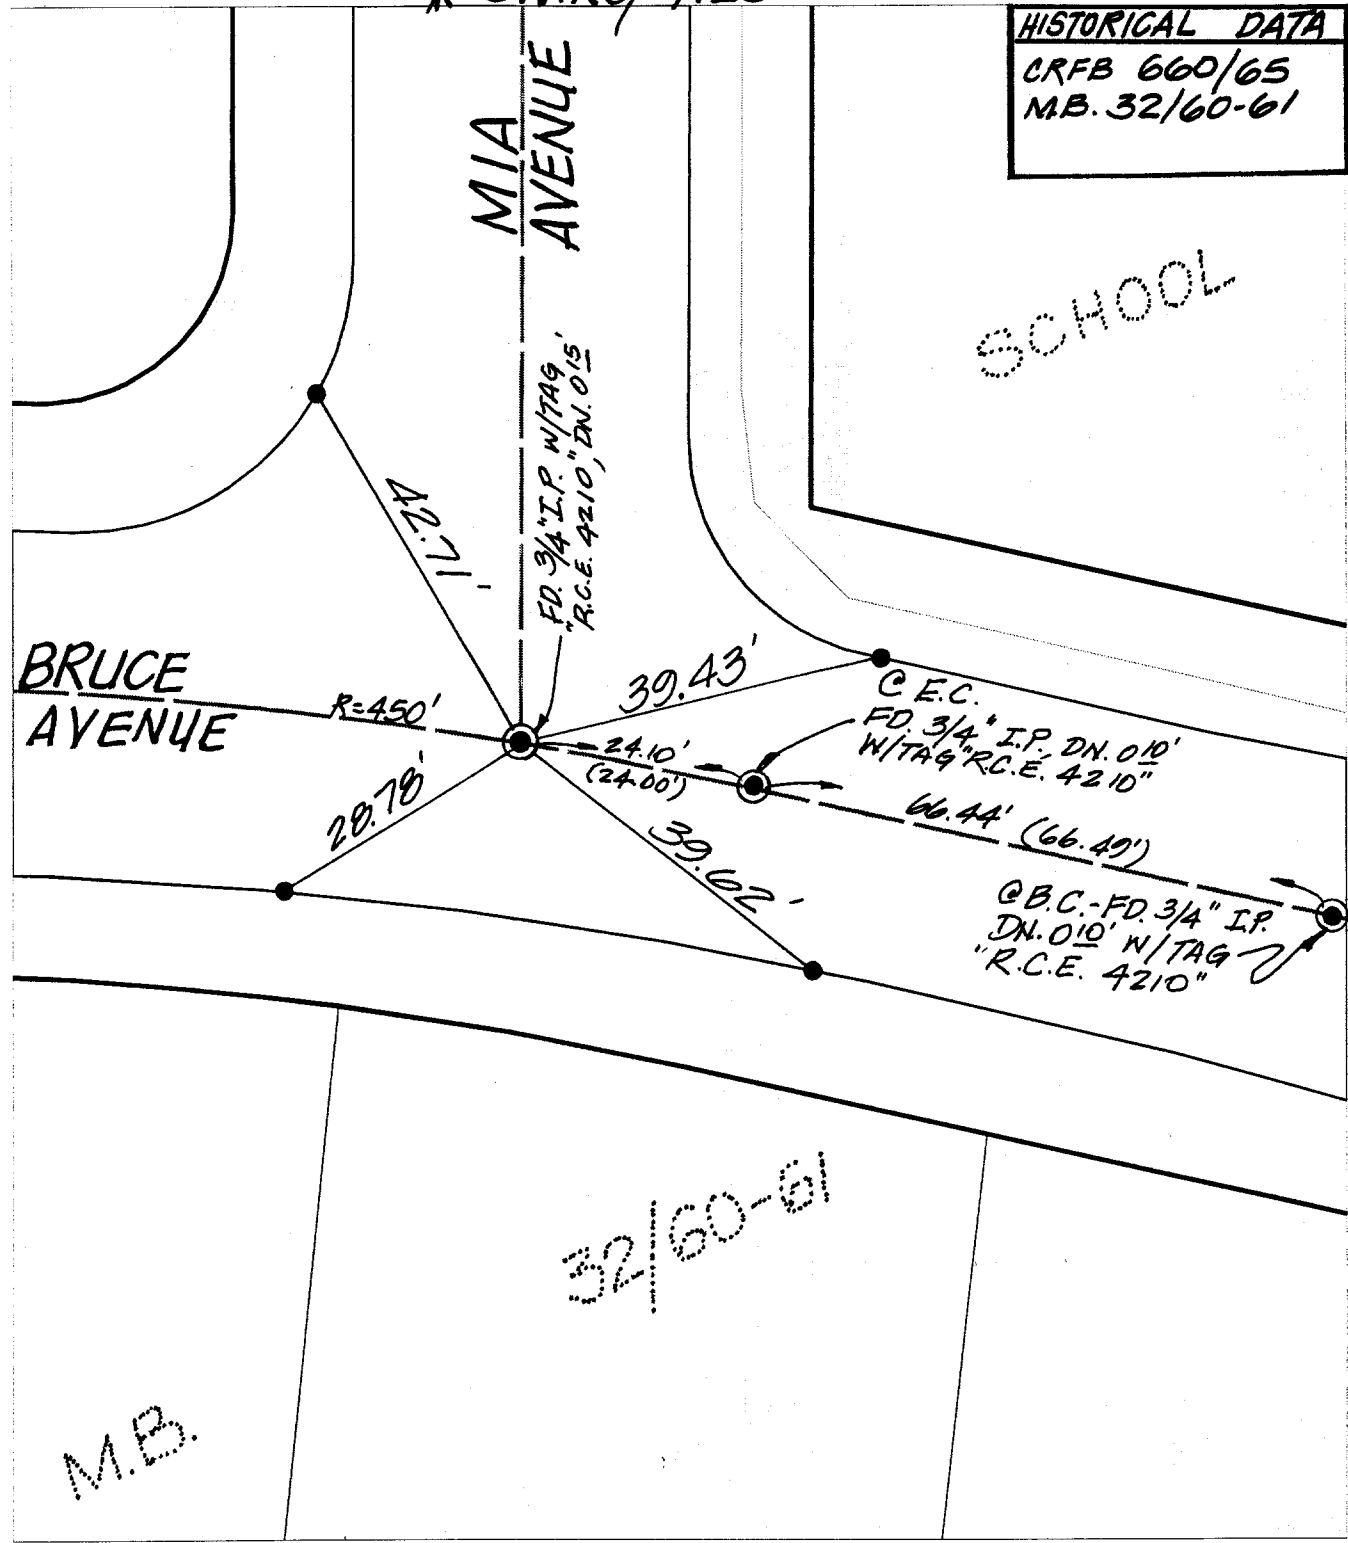 HISTORICAL DATA
CRFB 660/65
M.B. 32/60-61
MIA
AVENUE
SCHOOL
FD. 3/4" I.P. W/TAG
"R.C.E. 4210", DN. 0.15'
42.71'
BRUCE
AVENUE
R=450'
39.43'
@ E.C.
FD. 3/4" I.P. DN. 0.10'
W/TAG "R.C.E. 4210"
24.10'
(24.00')
28.78'
39.62'
66.44' (66.49')
@ B.C.-FD. 3/4" I.P.
DN. 0.10' W/TAG
"R.C.E. 4210"
32/60-61
M.B.